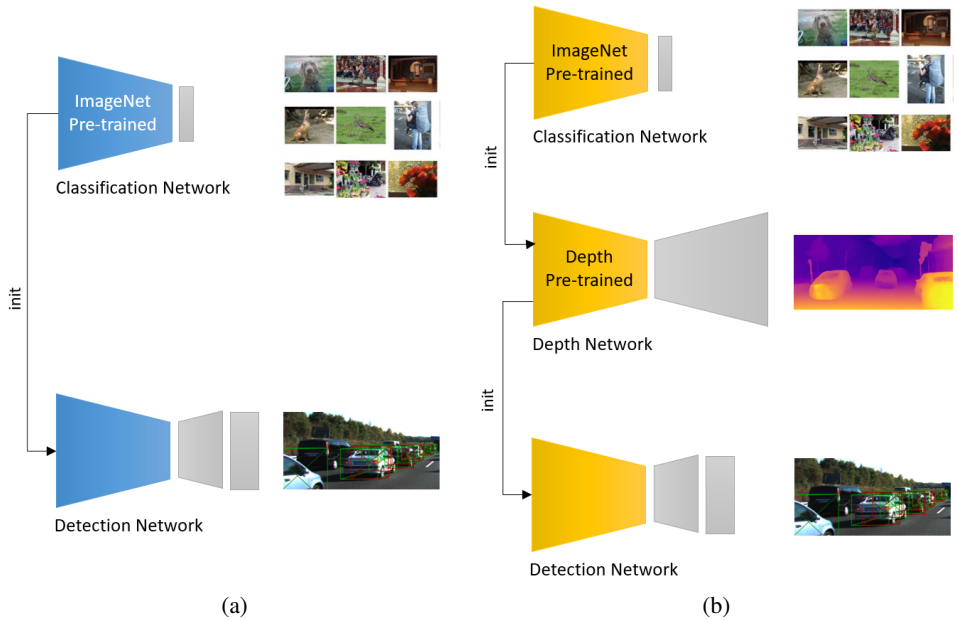 ImageNet
Pre-trained
Classification Network
init
Detection Network
(a)
ImageNet
Pre-trained
Classification Network
init
Depth
Pre-trained
Depth Network
init
Detection Network
(b)